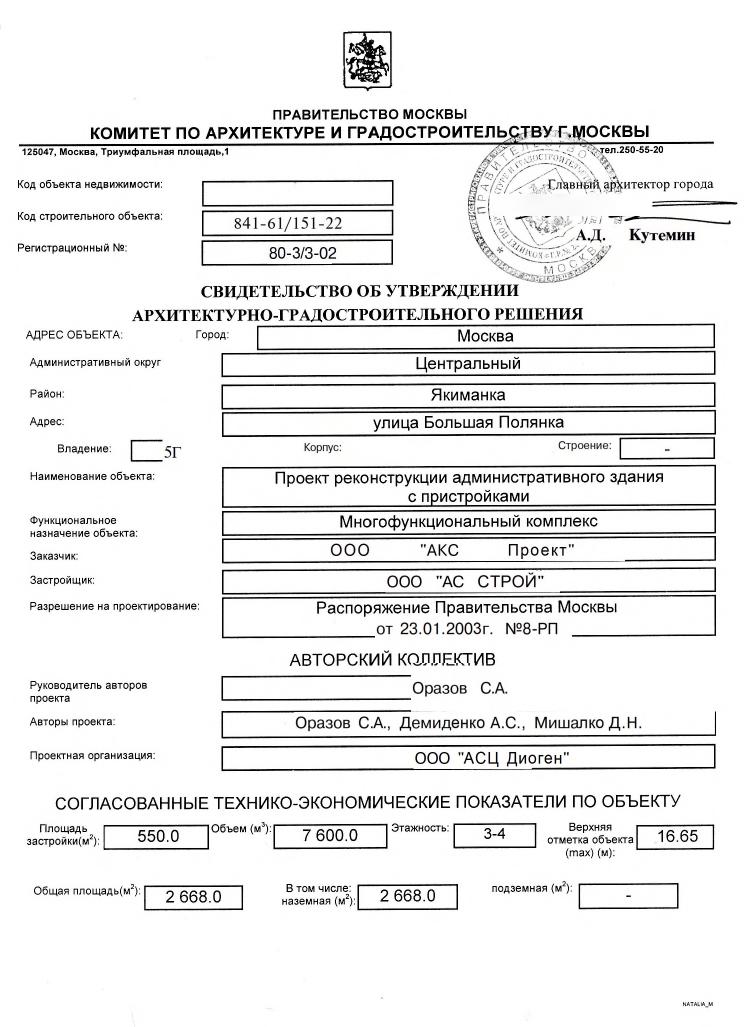 ПРАВИТЕЛЬСТВО МОСКВЫ
КОМИТЕТ ПО АРХИТЕКТУРЕ И ГРАДОСТРОИТЕЛЬСТВУ Г.МОСКВЫ
125047, Москва, Триумфальная площадь,1 тел.250-55-20
Код объекта недвижимости:
Главный архитектор города
Код строительного объекта: 841-61/151-22
А.Д. Кутемин
Регистрационный №: 80-3/3-02
ПРАВИТЕЛЬСТВО
МОСКВЫ
СВИДЕТЕЛЬСТВО ОБ УТВЕРЖДЕНИИ
АРХИТЕКТУРНО-ГРАДОСТРОИТЕЛЬНОГО РЕШЕНИЯ
АДРЕС ОБЪЕКТА: Город: Москва
Административный округ Центральный
Район: Якиманка
Адрес: улица Большая Полянка
Владение: 5Г Корпус: Строение: -
Наименование объекта: Проект реконструкции административного здания
с пристройками
Функциональное
назначение объекта: Многофункциональный комплекс
Заказчик: ООО "АКС Проект"
Застройщик: ООО "АС СТРОЙ"
Разрешение на проектирование: Распоряжение Правительства Москвы
от 23.01.2003г. №8-РП
АВТОРСКИЙ КОЛЛЕКТИВ
Руководитель авторов
проекта Оразов С.А.
Авторы проекта: Оразов С.А., Демиденко А.С., Мишалко Д.Н.
Проектная организация: ООО "АСЦ Диоген"
СОГЛАСОВАННЫЕ ТЕХНИКО-ЭКОНОМИЧЕСКИЕ ПОКАЗАТЕЛИ ПО ОБЪЕКТУ
Площадь
застройки(м²): 550.0 Объем (м³): 7 600.0 Этажность: 3-4 Верхняя
отметка объекта
(max) (м): 16.65
Общая площадь(м²): 2 668.0 В том числе:
наземная (м²): 2 668.0 подземная (м²): -
NATALIA_M